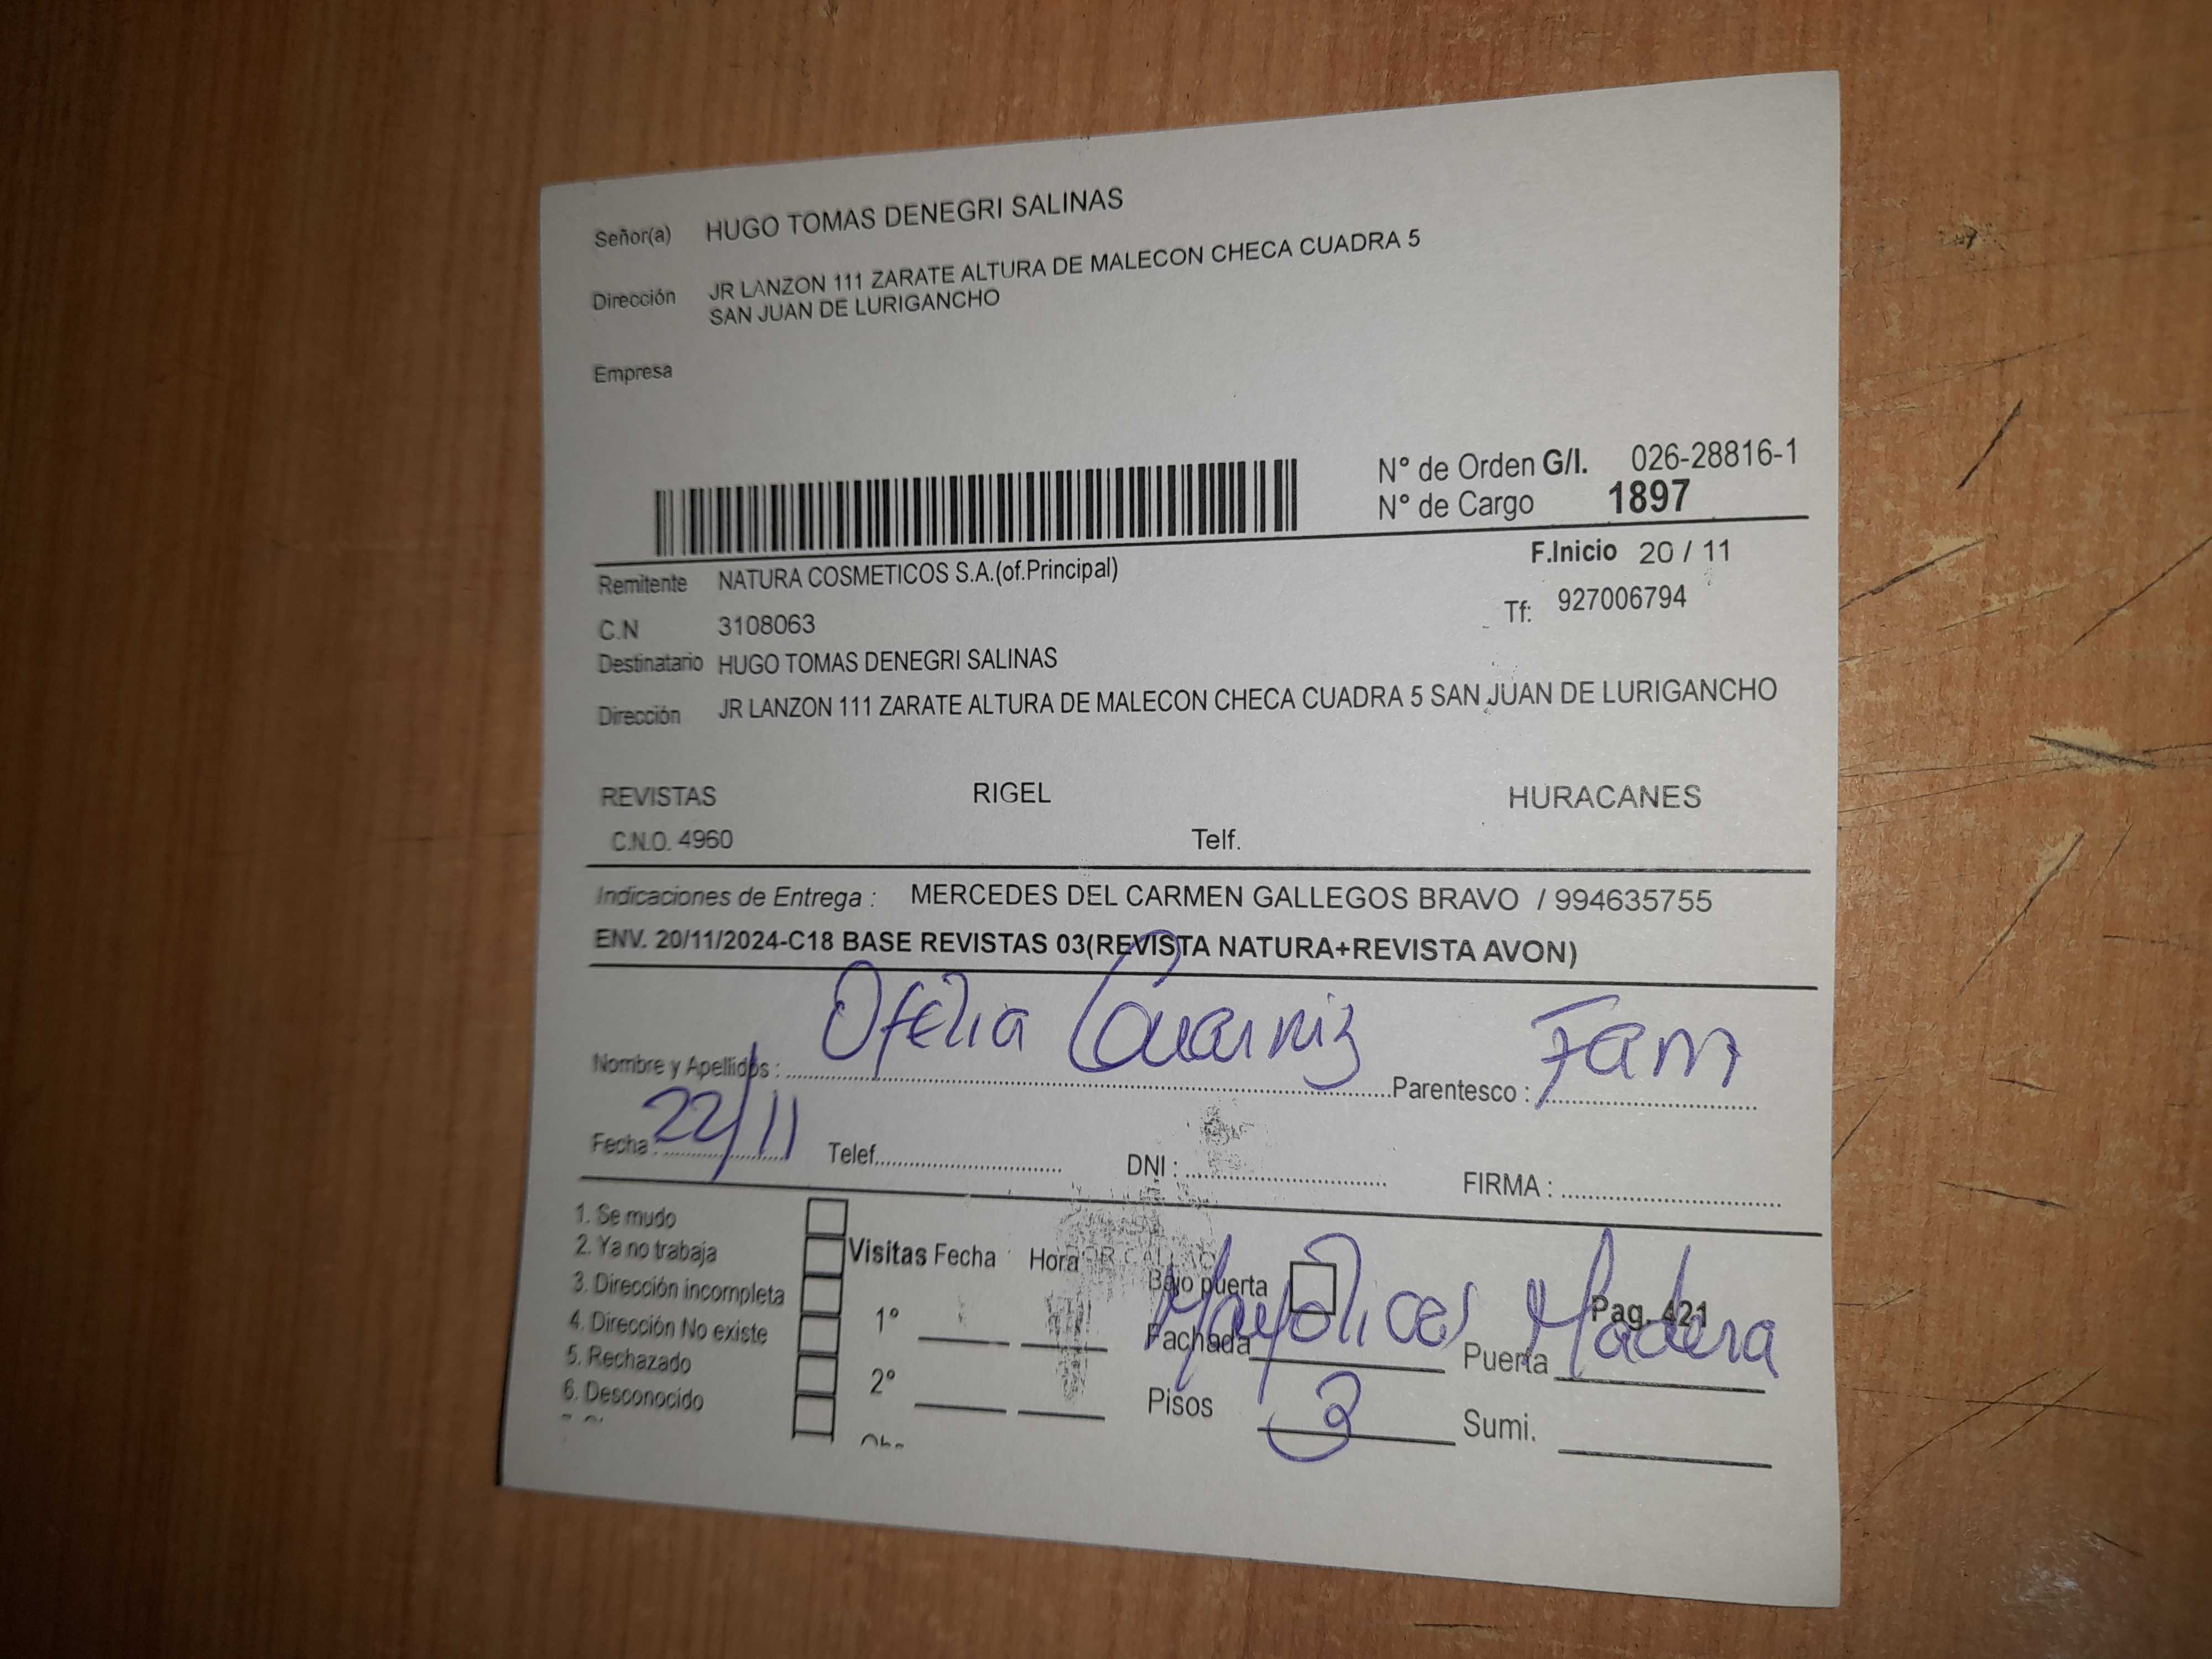 Señor(a) HUGO TOMAS DENEGRI SALINAS
Dirección JR LANZON 111 ZARATE ALTURA DE MALECON CHECA CUADRA 5
SAN JUAN DE LURIGANCHO
Empresa
N° de Orden G/I. 026-28816-1
N° de Cargo 1897
F.Inicio 20 / 11
Remitente NATURA COSMETICOS S.A.(of.Principal)
Tf: 927006794
C.N 3108063
Destinatario HUGO TOMAS DENEGRI SALINAS
Dirección JR LANZON 111 ZARATE ALTURA DE MALECON CHECA CUADRA 5 SAN JUAN DE LURIGANCHO
REVISTAS RIGEL HURACANES
C.N.O. 4960 Telf.
Indicaciones de Entrega : MERCEDES DEL CARMEN GALLEGOS BRAVO / 994635755
ENV. 20/11/2024-C18 BASE REVISTAS 03(REVISTA NATURA+REVISTA AVON)
Nombre y Apellidos : Ofelia Parentesco : Fam
Fecha : 22/11 Telef. DNI : FIRMA :
1. Se mudo
2. Ya no trabaja
3. Dirección incompleta
4. Dirección No existe
5. Rechazado
6. Desconocido
Visitas Fecha Hora
1°
2°
Bajo puerta Pag. 421
Fachada Mayolicas Puerta Madera
Pisos 3 Sumi.